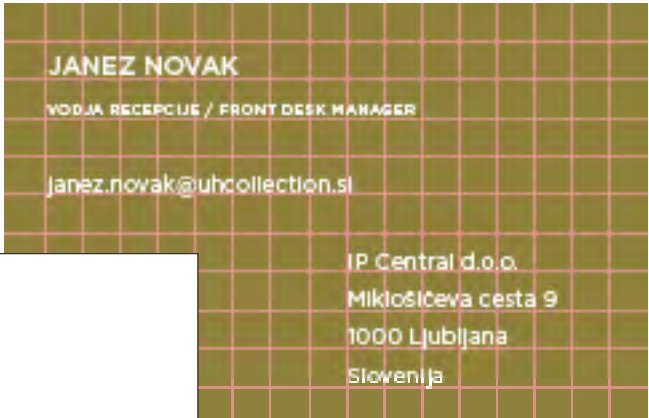 JANEZ NOVAK
VODJA RECEPCIJE / FRONT DESK MANAGER
janez.novak@uhcollection.si
IP Central d.o.o.
Miklošičeva cesta 9
1000 Ljubljana
Slovenija